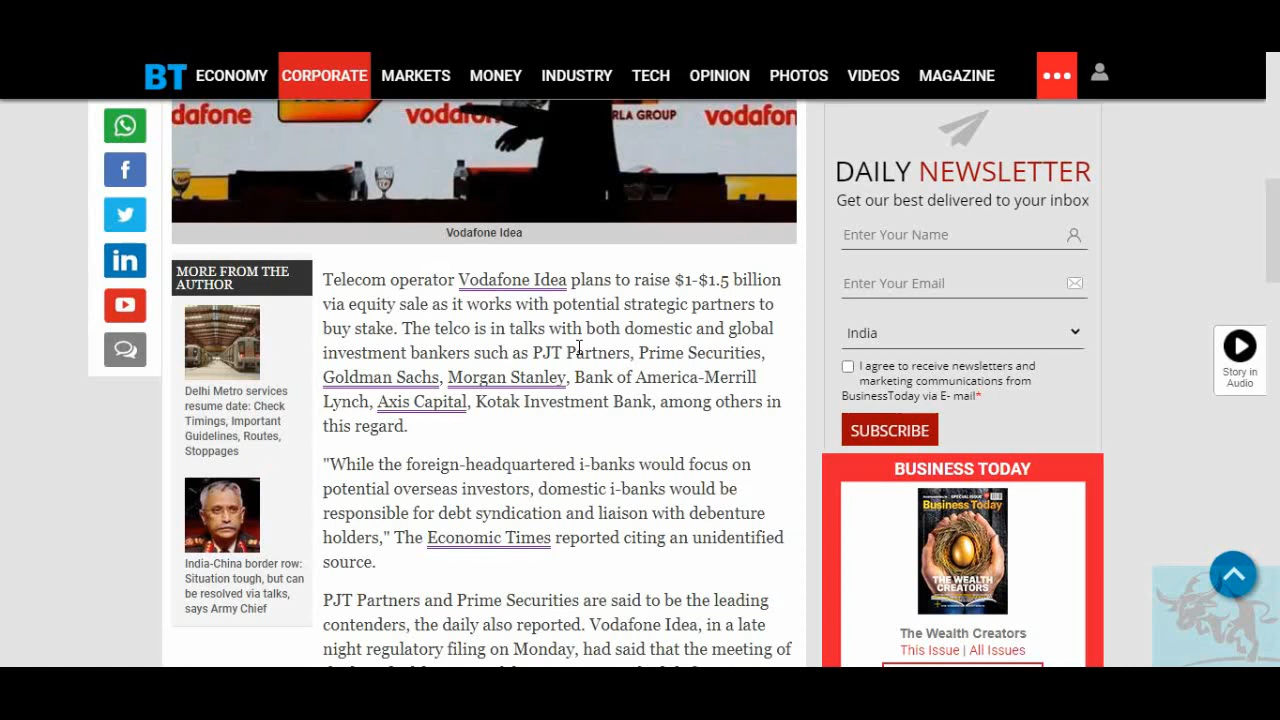 BT ECONOMY CORPORATE MARKETS MONEY INDUSTRY TECH OPINION PHOTOS VIDEOS MAGAZINE
dafone
vodafone
RLA GROUP
vodafone
Vodafone Idea
MORE FROM THE
AUTHOR
Delhi Metro services
resume date: Check
Timings, Important
Guidelines, Routes,
Stoppages
India-China border row:
Situation tough, but can
be resolved via talks,
says Army Chief
Telecom operator Vodafone Idea plans to raise $1-$1.5 billion
via equity sale as it works with potential strategic partners to
buy stake. The telco is in talks with both domestic and global
investment bankers such as PJT Partners, Prime Securities,
Goldman Sachs, Morgan Stanley, Bank of America-Merrill
Lynch, Axis Capital, Kotak Investment Bank, among others in
this regard.
"While the foreign-headquartered i-banks would focus on
potential overseas investors, domestic i-banks would be
responsible for debt syndication and liaison with debenture
holders," The Economic Times reported citing an unidentified
source.
PJT Partners and Prime Securities are said to be the leading
contenders, the daily also reported. Vodafone Idea, in a late
night regulatory filing on Monday, had said that the meeting of
DAILY NEWSLETTER
Get our best delivered to your inbox
Enter Your Name
Enter Your Email
India
I agree to receive newsletters and
marketing communications from
BusinessToday via E- mail*
SUBSCRIBE
BUSINESS TODAY
Business Today
THE WEALTH
CREATORS
The Wealth Creators
This Issue | All Issues
Story in
Audio